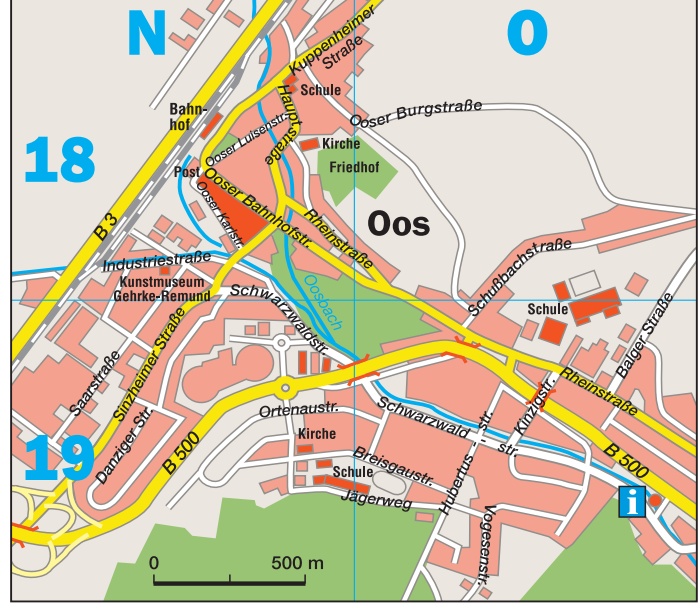 N
O
Kuppenheimer
Straße
Schule
Bahn-
hof
Haupt-
straße
Ooser Burgstraße
Ooser Luisenstr.
Kirche
Friedhof
18
Post
Ooser Bahnhofstr.
Ooser Karlstr.
Rheinstraße
Oos
B 3
Industriestraße
Kunstmuseum
Gehrke-Remund
Schwarzwaldstr.
Oosbach
Schußbachstraße
Schule
Sinzheimer Straße
Saarstraße
Balger Straße
Rheinstraße
Danziger Str.
Ortenaustr.
Schwarzwald-
str.
Kinzigstr.
19
B 500
Kirche
Breisgaustr.
Schule
Jägerweg
Hubertus-
str.
Vogesenstr.
B 500
i
0
500 m